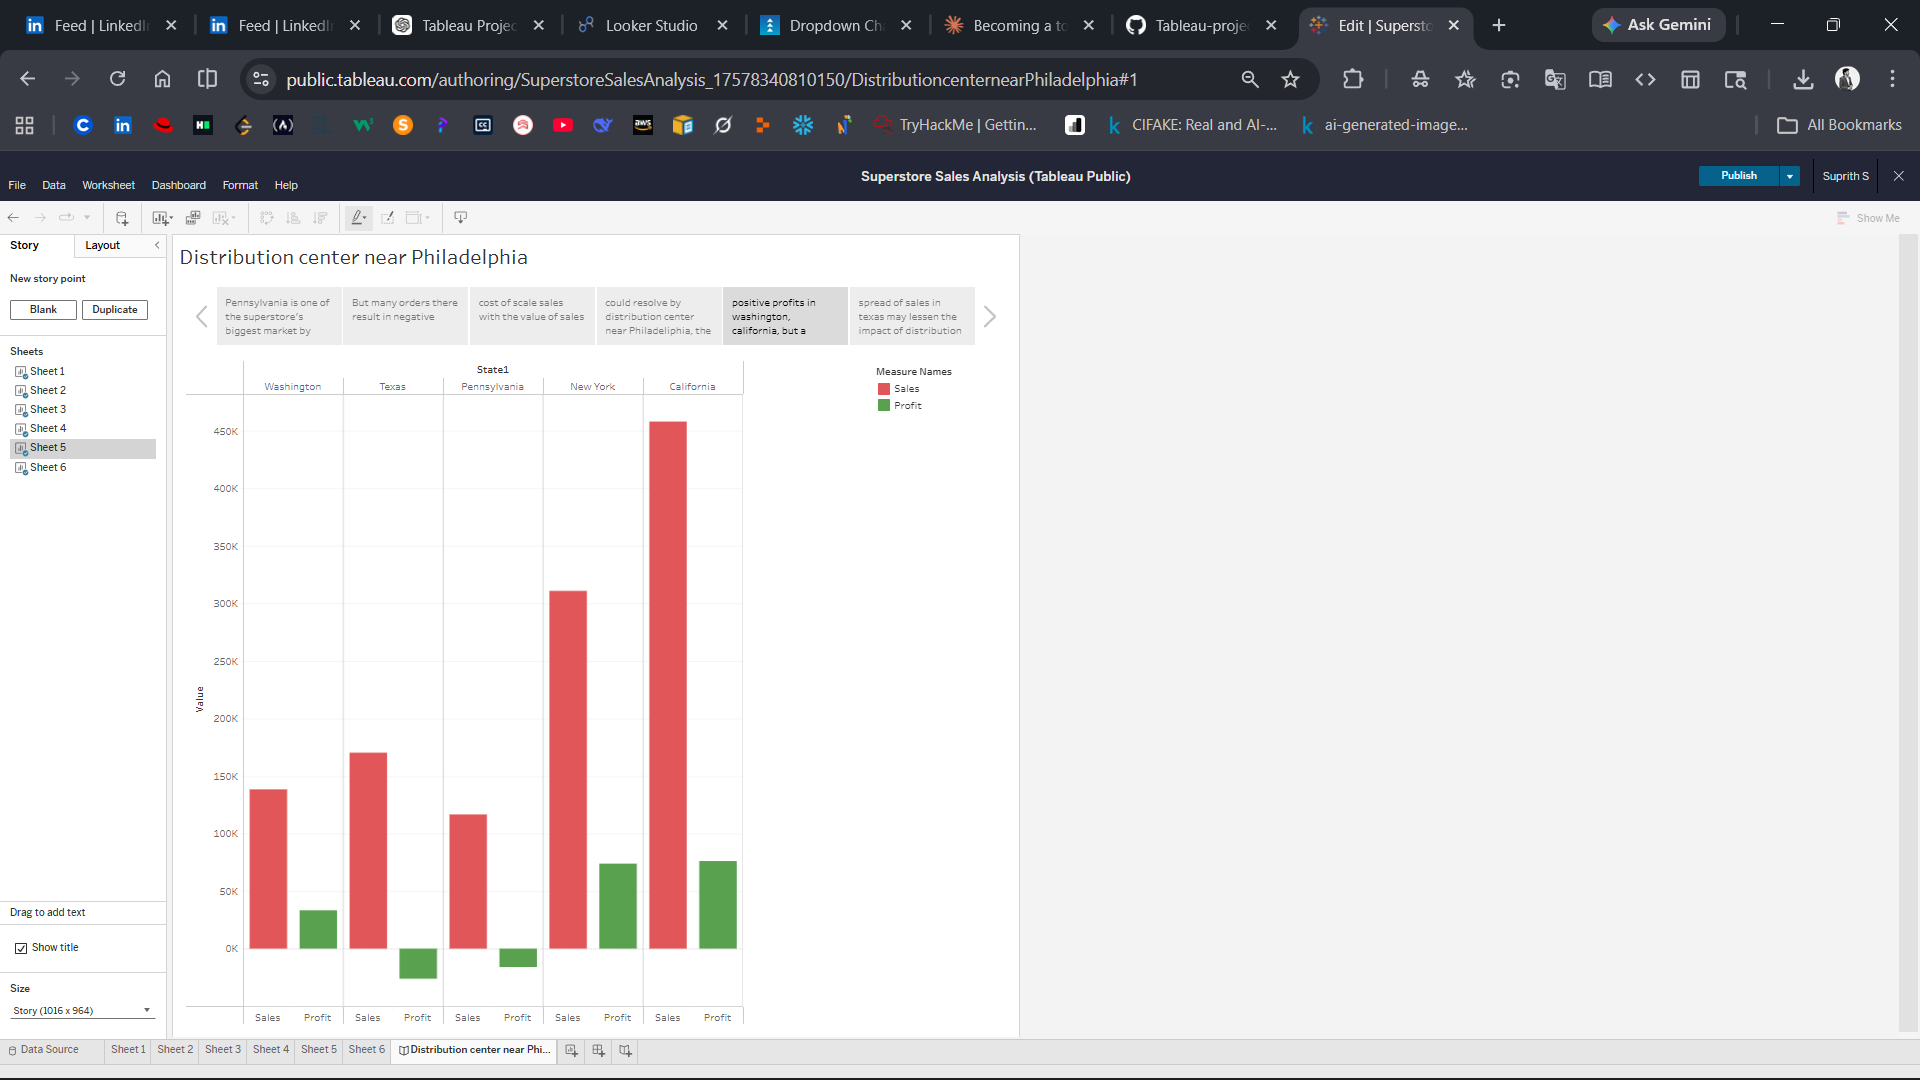 Feed | LinkedIn
Feed | LinkedIn
Tableau Projec
Looker Studio
Dropdown Cha
Becoming a to
Tableau-projec
Edit | Supersto
Ask Gemini
public.tableau.com/authoring/SuperstoreSalesAnalysis_17578340810150/DistributioncenternearPhiladelphia#1
TryHackMe | Gettin...
CIFAKE: Real and AI-...
ai-generated-image...
All Bookmarks
Superstore Sales Analysis (Tableau Public)
Publish
Suprith S
File Data Worksheet Dashboard Format Help
Show Me
Story
Layout
New story point
Blank
Duplicate
Sheets
Sheet 1
Sheet 2
Sheet 3
Sheet 4
Sheet 5
Sheet 6
Drag to add text
Show title
Size
Story (1016 x 964)
Distribution center near Philadelphia
Pennsylvania is one of
the superstore's
biggest market by
But many orders there
result in negative
cost of scale sales
with the value of sales
could resolve by
distribution center
near Philadeliphia, the
positive profits in
washington,
california, but a
spread of sales in
texas may lessen the
impact of distribution
State1
Washington Texas Pennsylvania New York California
Measure Names
Sales
Profit
450K
400K
350K
300K
250K
200K
150K
100K
50K
0K
Value
Sales Profit Sales Profit Sales Profit Sales Profit Sales Profit
Data Source Sheet 1 Sheet 2 Sheet 3 Sheet 4 Sheet 5 Sheet 6 Distribution center near Phi...